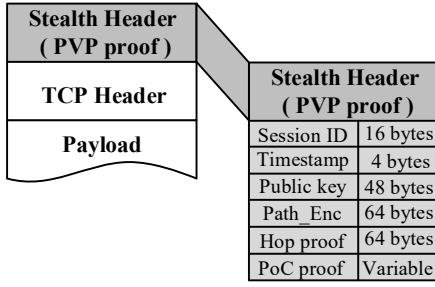 Stealth Header
( PVP proof )
TCP Header
Payload
Stealth Header
( PVP proof )
Session ID 16 bytes
Timestamp 4 bytes
Public key 48 bytes
Path_Enc 64 bytes
Hop proof 64 bytes
PoC proof Variable